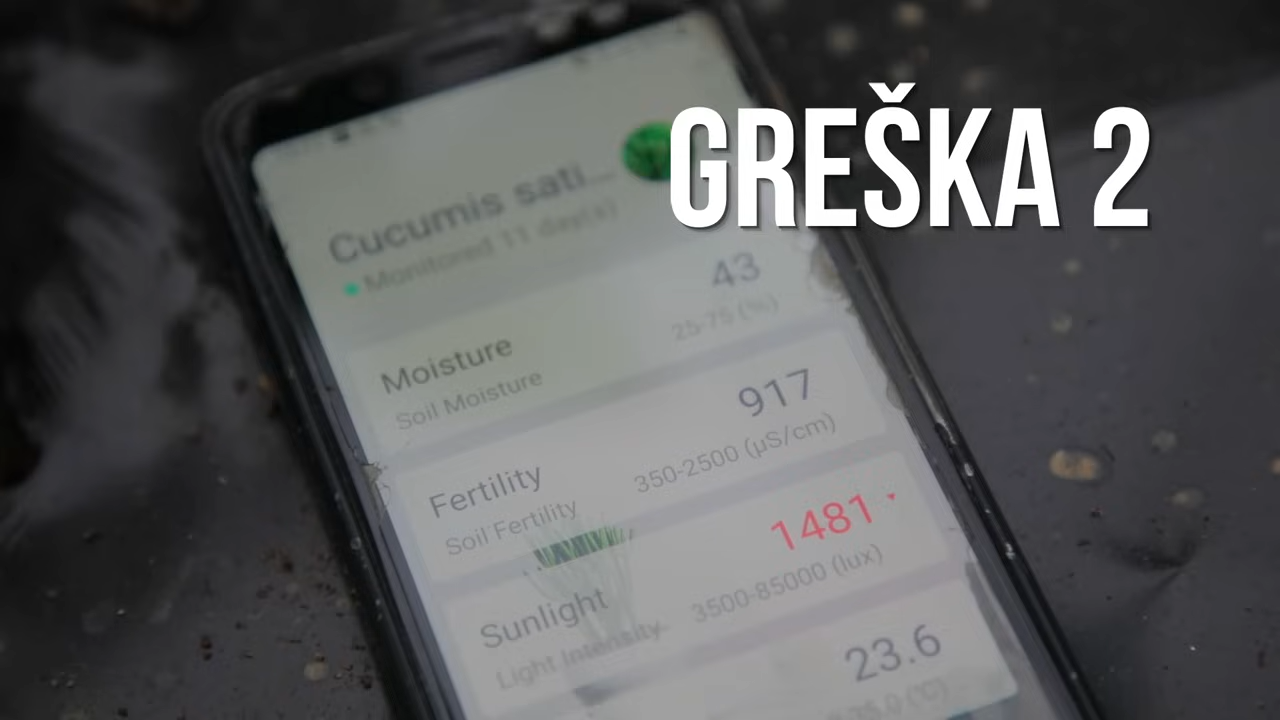 GREŠKA 2
Cucumis sati...
Monitored 11 day(s)
43
25-75 (%)
Moisture
Soil Moisture
917
350-2500 (µS/cm)
Fertility
Soil Fertility
1481
3500-85000 (lux)
Sunlight
Light Intensity
23.6